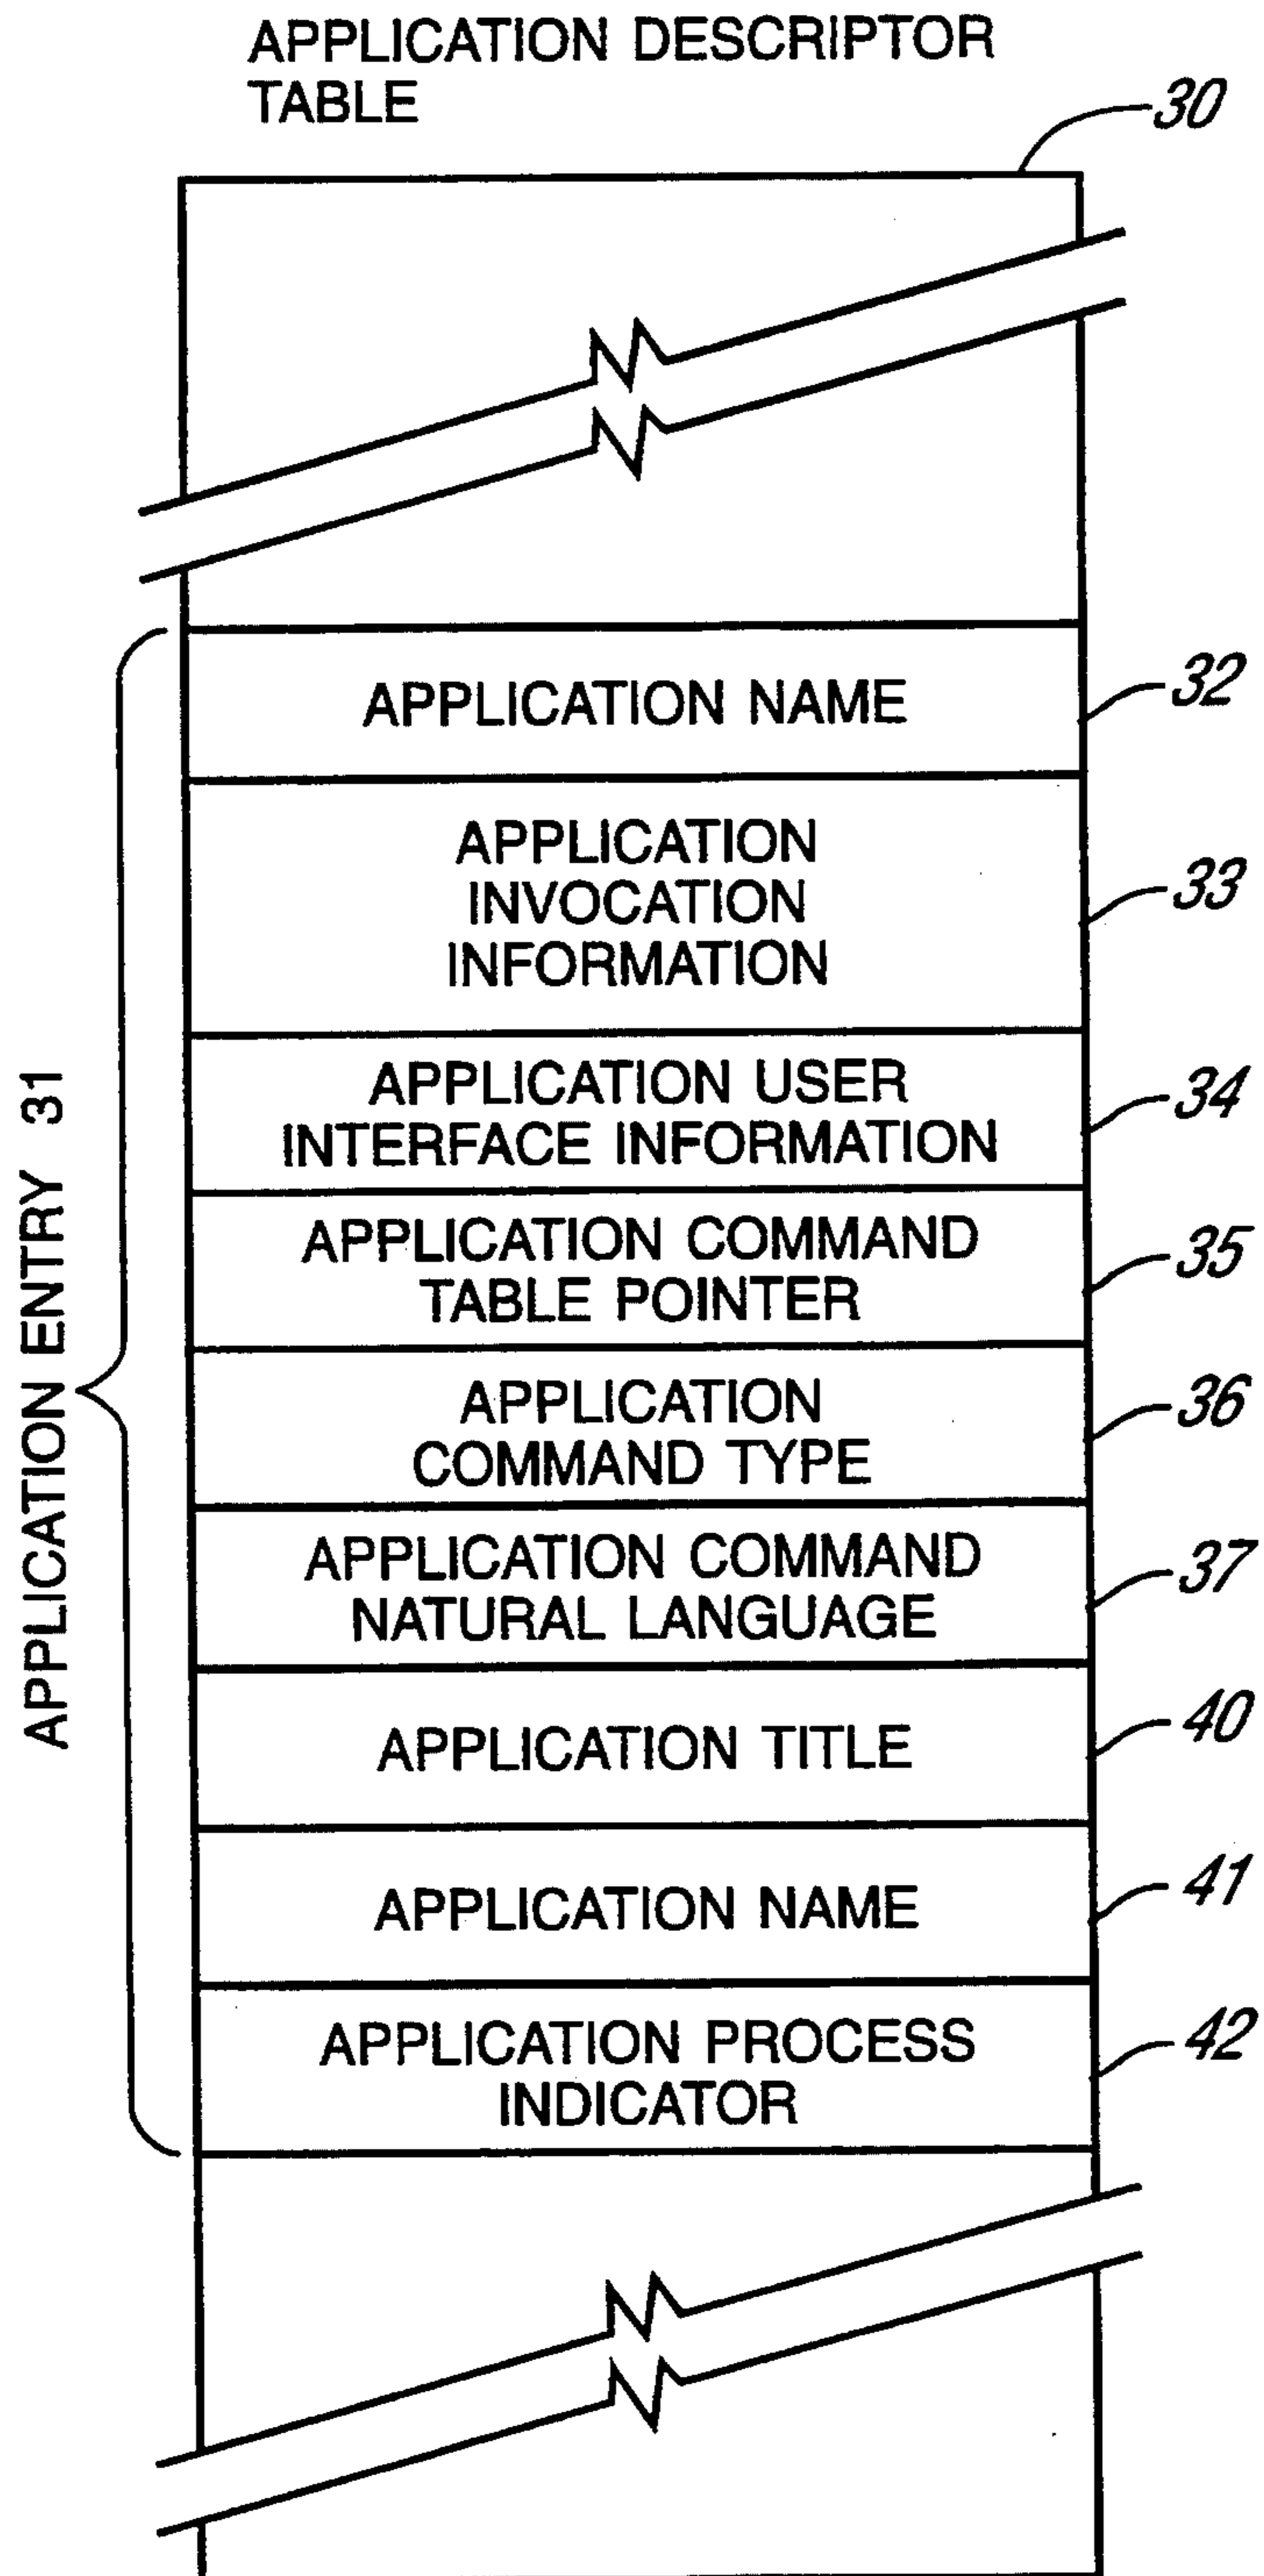 APPLICATION DESCRIPTOR
TABLE
30
APPLICATION ENTRY 31
APPLICATION NAME
32
APPLICATION
INVOCATION
INFORMATION
33
APPLICATION USER
INTERFACE INFORMATION
34
APPLICATION COMMAND
TABLE POINTER
35
APPLICATION
COMMAND TYPE
36
APPLICATION COMMAND
NATURAL LANGUAGE
37
APPLICATION TITLE
40
APPLICATION NAME
41
APPLICATION PROCESS
INDICATOR
42